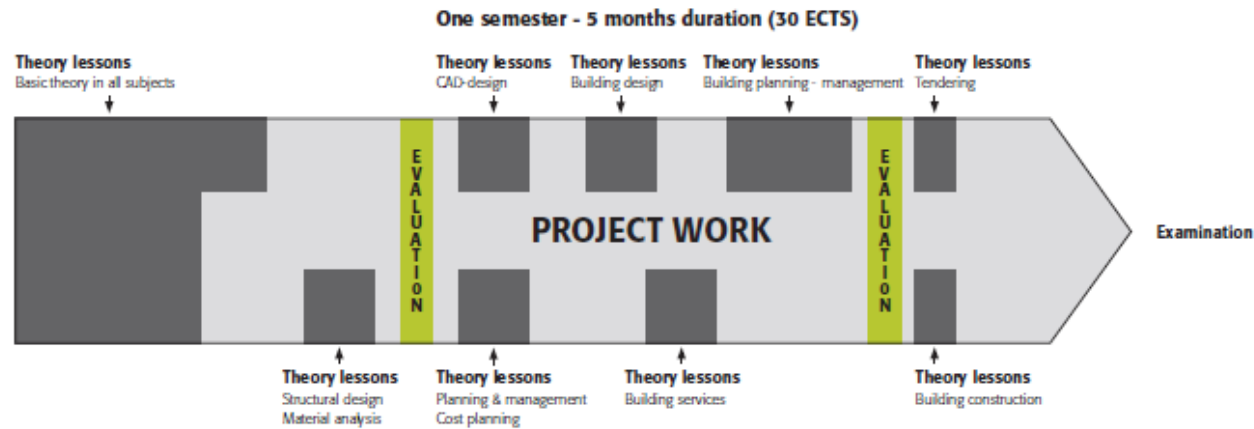 One semester - 5 months duration (30 ECTS)
Theory lessons
Basic theory in all subjects
Theory lessons
CAD-design
Theory lessons
Building design
Theory lessons
Building planning - management
Theory lessons
Tendering
EVALUATION
PROJECT WORK
EVALUATION
Examination
Theory lessons
Structural design
Material analysis
Theory lessons
Planning & management
Cost planning
Theory lessons
Building services
Theory lessons
Building construction